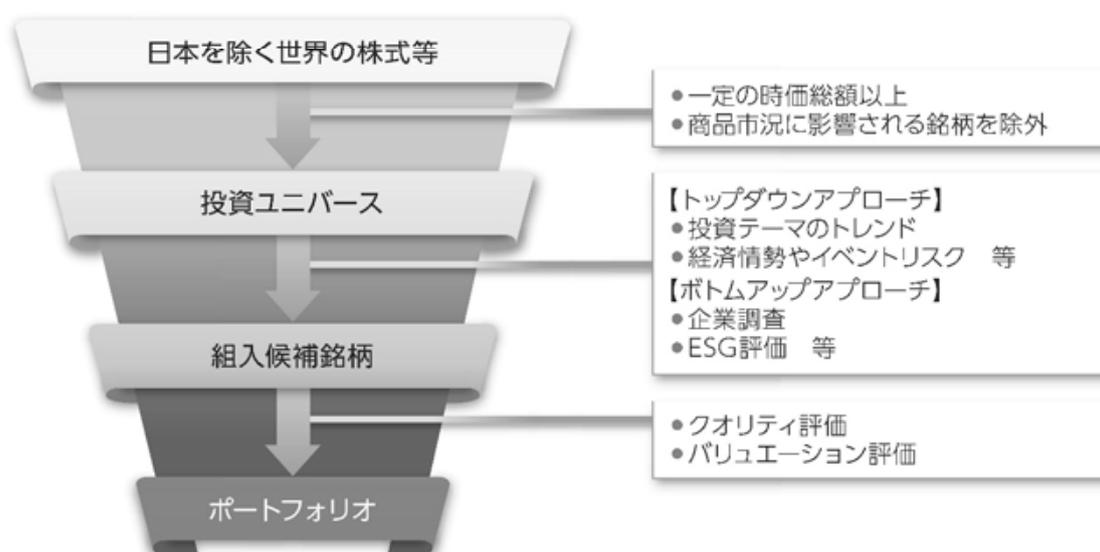 日本を除く世界の株式等
●一定の時価総額以上
●商品市況に影響される銘柄を除外
投資ユニバース
【トップダウンアプローチ】
●投資テーマのトレンド
●経済情勢やイベントリスク　等
【ボトムアップアプローチ】
●企業調査
●ESG評価　等
組入候補銘柄
●クオリティ評価
●バリュエーション評価
ポートフォリオ